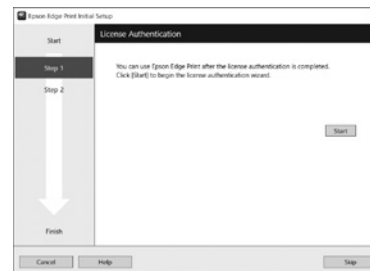 Epson Edge Print Initial Setup
Start
License Authentication
Step 1
You can use Epson Edge Print after the license authentication is completed.
Click [Start] to begin the license authentication wizard.
Step 2
Start
Finish
Cancel
Help
Skip